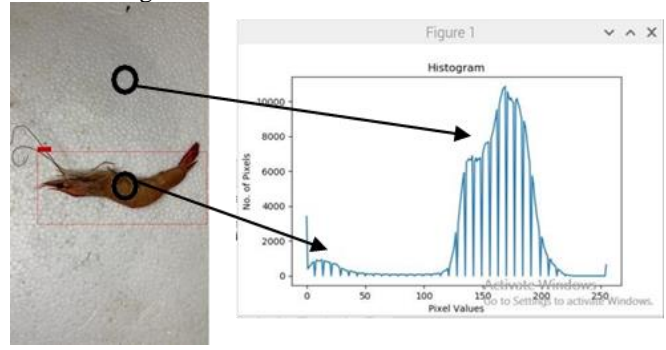 Figure 1
Histogram
No. of Pixels
10000
8000
6000
4000
2000
0
0 50 100 150 200 250
Pixel Values
Activate Windows
Go to Settings to activate Windows.